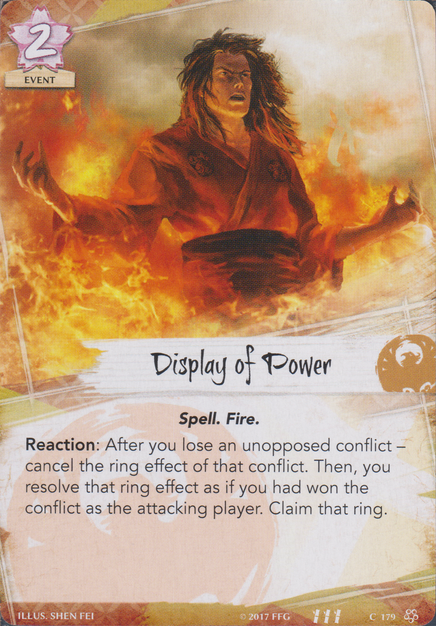 2
EVENT
Display of Power
Spell. Fire.
Reaction: After you lose an unopposed conflict –
cancel the ring effect of that conflict. Then, you
resolve that ring effect as if you had won the
conflict as the attacking player. Claim that ring.
ILLUS. SHEN FEI © 2017 FFG C 179